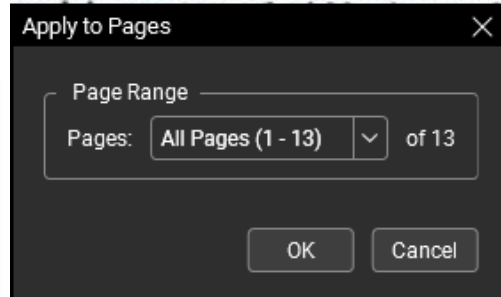 Apply to Pages
Page Range
Pages: All Pages (1 - 13) of 13
OK Cancel